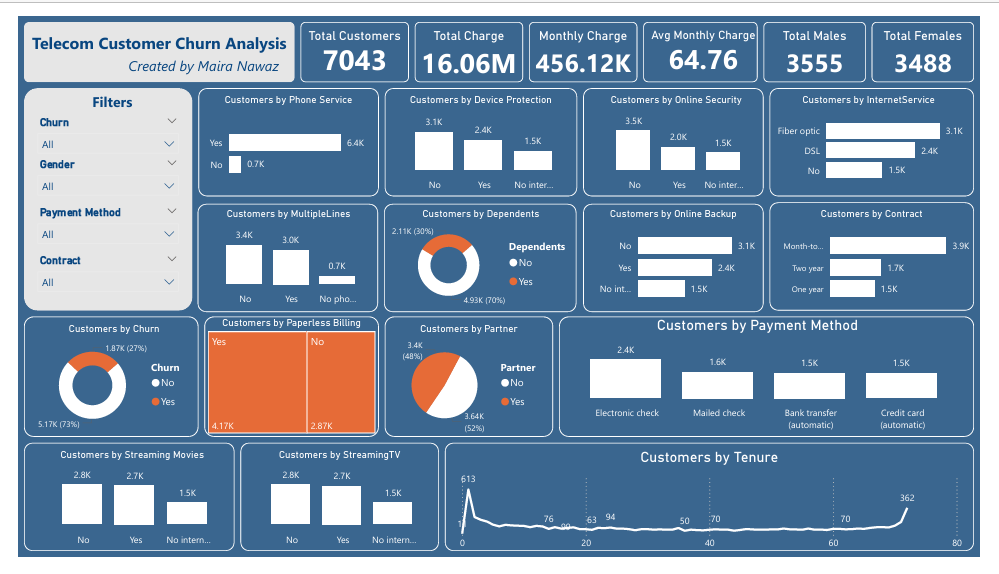 Telecom Customer Churn Analysis
Created by Maira Nawaz
Total Customers
7043
Total Charge
16.06M
Monthly Charge
456.12K
Avg Monthly Charge
64.76
Total Males
3555
Total Females
3488
Filters
Churn
All
Gender
All
Payment Method
All
Contract
All
Customers by Phone Service
Yes 6.4K
No 0.7K
Customers by Device Protection
3.1K 2.4K 1.5K
No Yes No inter...
Customers by Online Security
3.5K 2.0K 1.5K
No Yes No inter...
Customers by InternetService
Fiber optic 3.1K
DSL 2.4K
No 1.5K
Customers by MultipleLines
3.4K 3.0K 0.7K
No Yes No pho...
Customers by Dependents
2.11K (30%)
4.93K (70%)
Dependents
No
Yes
Customers by Online Backup
No 3.1K
Yes 2.4K
No int... 1.5K
Customers by Contract
Month-to... 3.9K
Two year 1.7K
One year 1.5K
Customers by Churn
1.87K (27%)
5.17K (73%)
Churn
No
Yes
Customers by Paperless Billing
Yes No
4.17K 2.87K
Customers by Partner
3.4K
(48%)
3.64K
(52%)
Partner
No
Yes
Customers by Payment Method
2.4K 1.6K 1.5K 1.5K
Electronic check Mailed check Bank transfer Credit card
(automatic) (automatic)
Customers by Streaming Movies
2.8K 2.7K 1.5K
No Yes No intern...
Customers by StreamingTV
2.8K 2.7K 1.5K
No Yes No intern...
Customers by Tenure
613
76 63 94 50 70 70 362
0 20 40 60 80